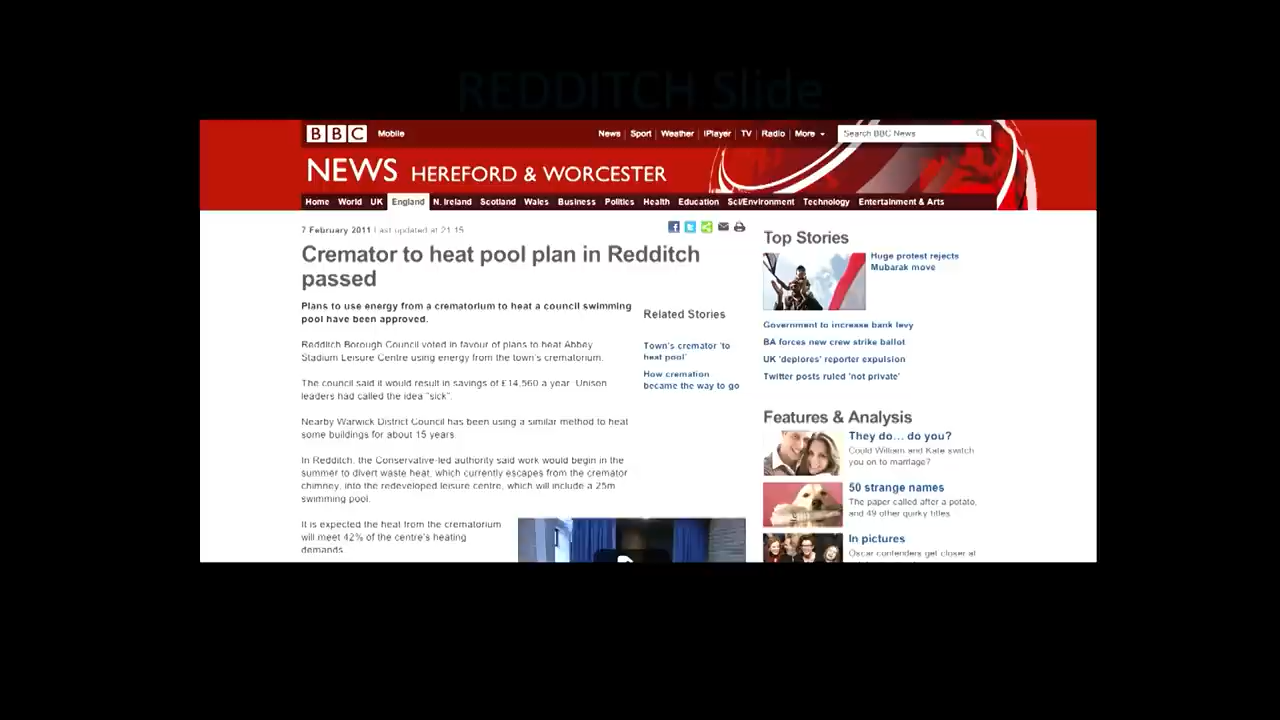 REDDITCH Slide
BBC Mobile
News Sport Weather iPlayer TV Radio More
Search BBC News
NEWS HEREFORD & WORCESTER
Home World UK England N. Ireland Scotland Wales Business Politics Health Education Sci/Environment Technology Entertainment & Arts
7 February 2011 Last updated at 21:15
Cremator to heat pool plan in Redditch
passed
Plans to use energy from a crematorium to heat a council swimming
pool have been approved.
Redditch Borough Council voted in favour of plans to heat Abbey
Stadium Leisure Centre using energy from the town's crematorium.
The council said it would result in savings of £14,560 a year. Unison
leaders had called the idea "sick".
Nearby Warwick District Council has been using a similar method to heat
some buildings for about 15 years.
In Redditch, the Conservative-led authority said work would begin in the
summer to divert waste heat, which currently escapes from the cremator
chimney, into the redeveloped leisure centre, which will include a 25m
swimming pool.
It is expected the heat from the crematorium
will meet 42% of the centre's heating
demands.
Related Stories
Town's cremator 'to
heat pool'
How cremation
became the way to go
Top Stories
Huge protest rejects
Mubarak move
Government to increase bank levy
BA forces new crew strike ballot
UK 'deplores' reporter expulsion
Twitter posts ruled 'not private'
Features & Analysis
They do... do you?
Could William and Kate switch
you on to marriage?
50 strange names
The paper called after a potato,
and 49 other quirky titles
In pictures
Oscar contenders get closer at